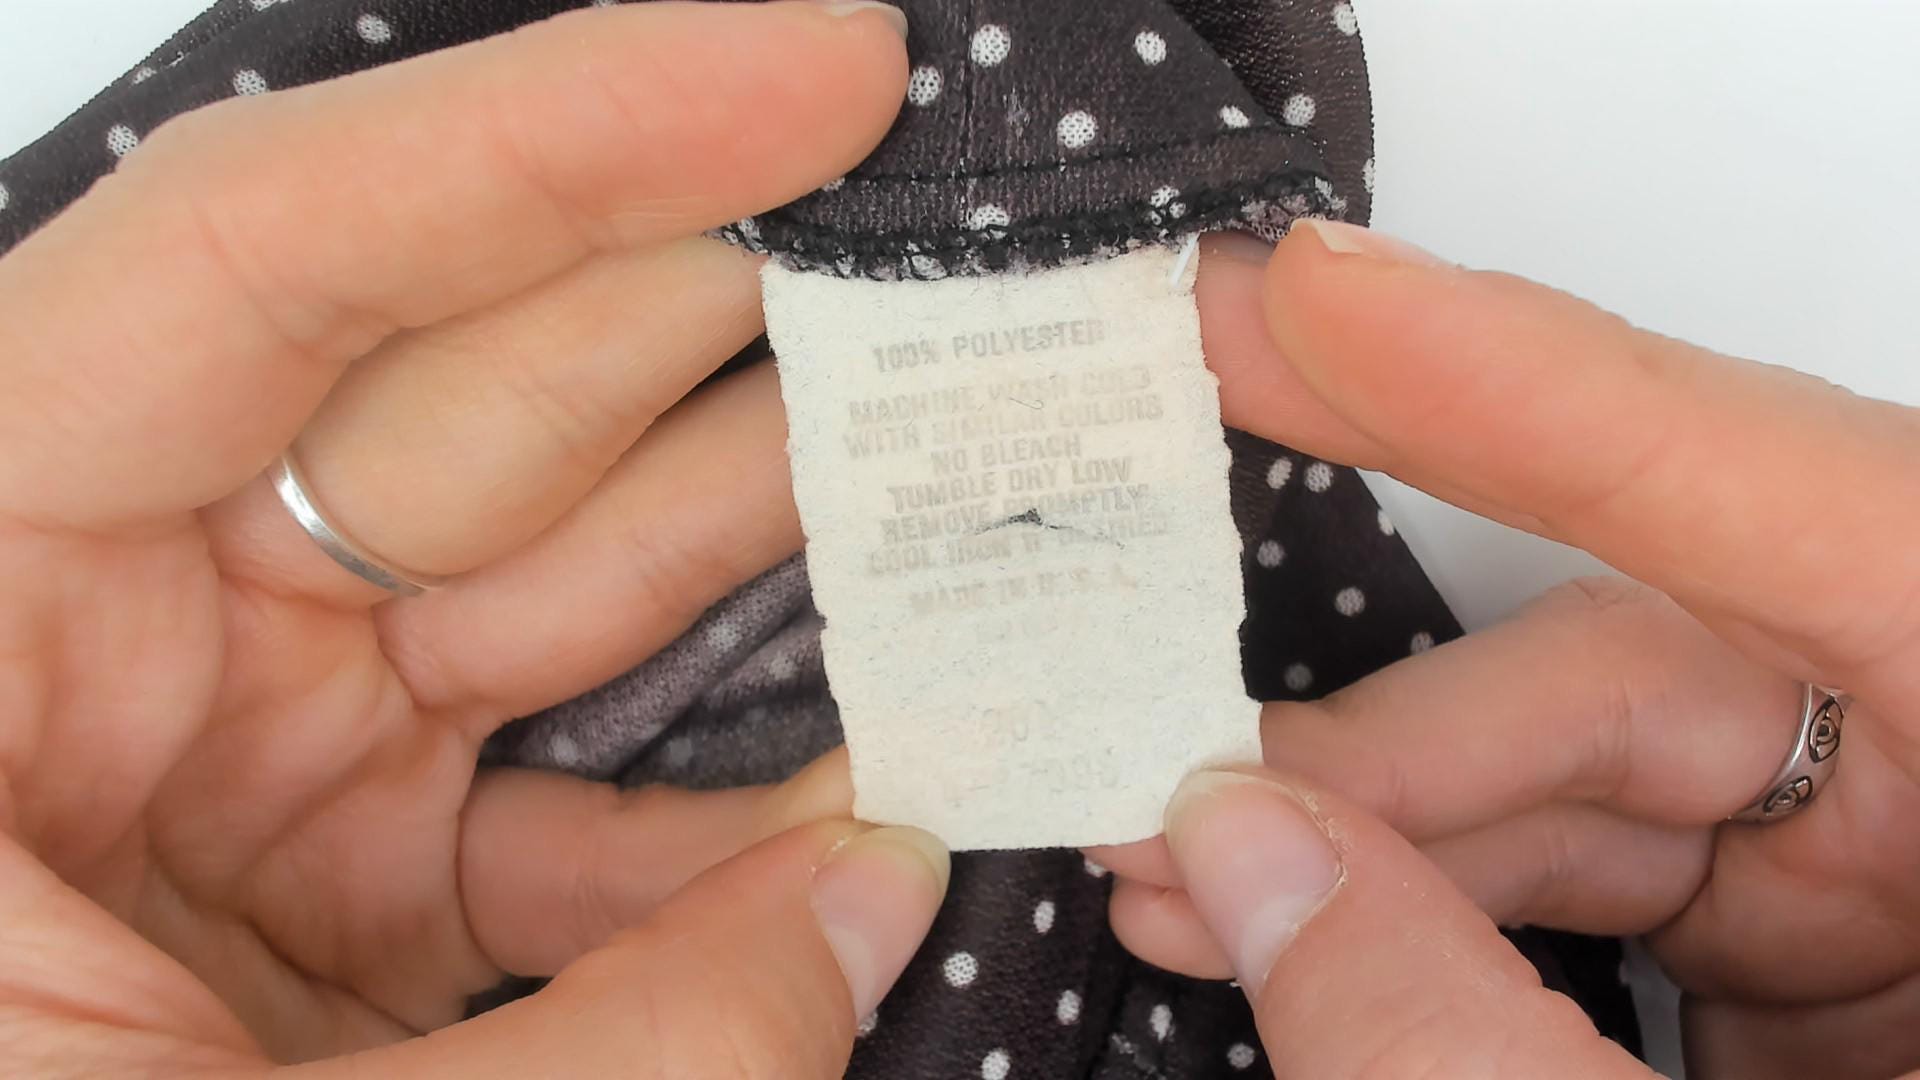 100% POLYESTER
MACHINE WASH COLD
WITH SIMILAR COLORS
NO BLEACH
TUMBLE DRY LOW
REMOVE PROMPTLY
COOL IRON IF DESIRED
MADE IN U.S.A.